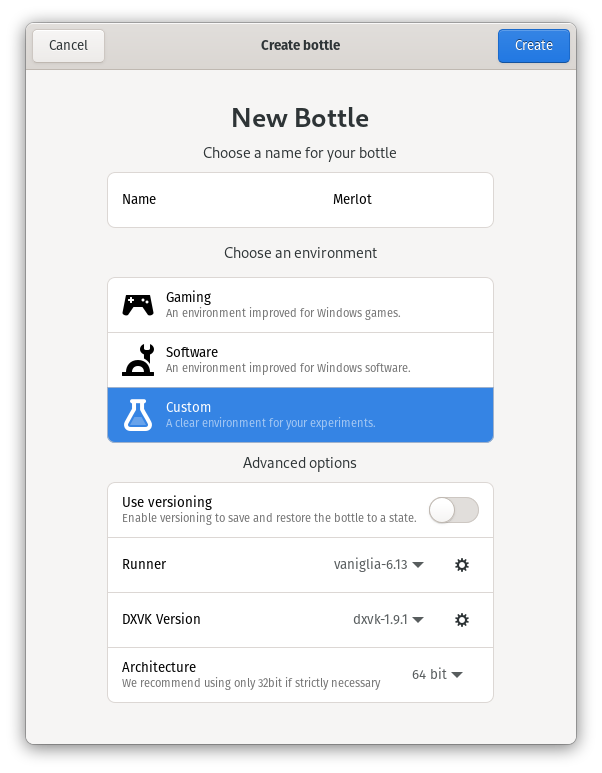 Cancel
Create bottle
Create
New Bottle
Choose a name for your bottle
Name
Merlot
Choose an environment
Gaming
An environment improved for Windows games.
Software
An environment improved for Windows software.
Custom
A clear environment for your experiments.
Advanced options
Use versioning
Enable versioning to save and restore the bottle to a state.
Runner
vaniglia-6.13
DXVK Version
dxvk-1.9.1
Architecture
We recommend using only 32bit if strictly necessary
64 bit